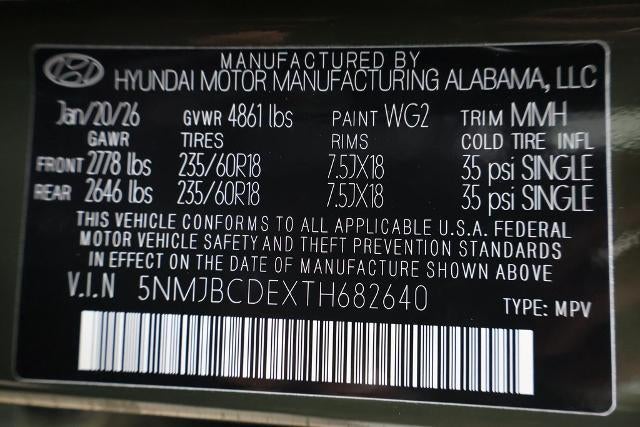 MANUFACTURED BY
HYUNDAI MOTOR MANUFACTURING ALABAMA, LLC
Jan/20/26 GVWR 4861 lbs PAINT WG2 TRIM MMH
GAWR TIRES RIMS COLD TIRE INFL
FRONT 2778 lbs 235/60R18 7.5JX18 35 psi SINGLE
REAR 2646 lbs 235/60R18 7.5JX18 35 psi SINGLE
THIS VEHICLE CONFORMS TO ALL APPLICABLE U.S.A. FEDERAL
MOTOR VEHICLE SAFETY AND THEFT PREVENTION STANDARDS
IN EFFECT ON THE DATE OF MANUFACTURE SHOWN ABOVE
V.I.N 5NMJBCDEXTH682640 TYPE: MPV